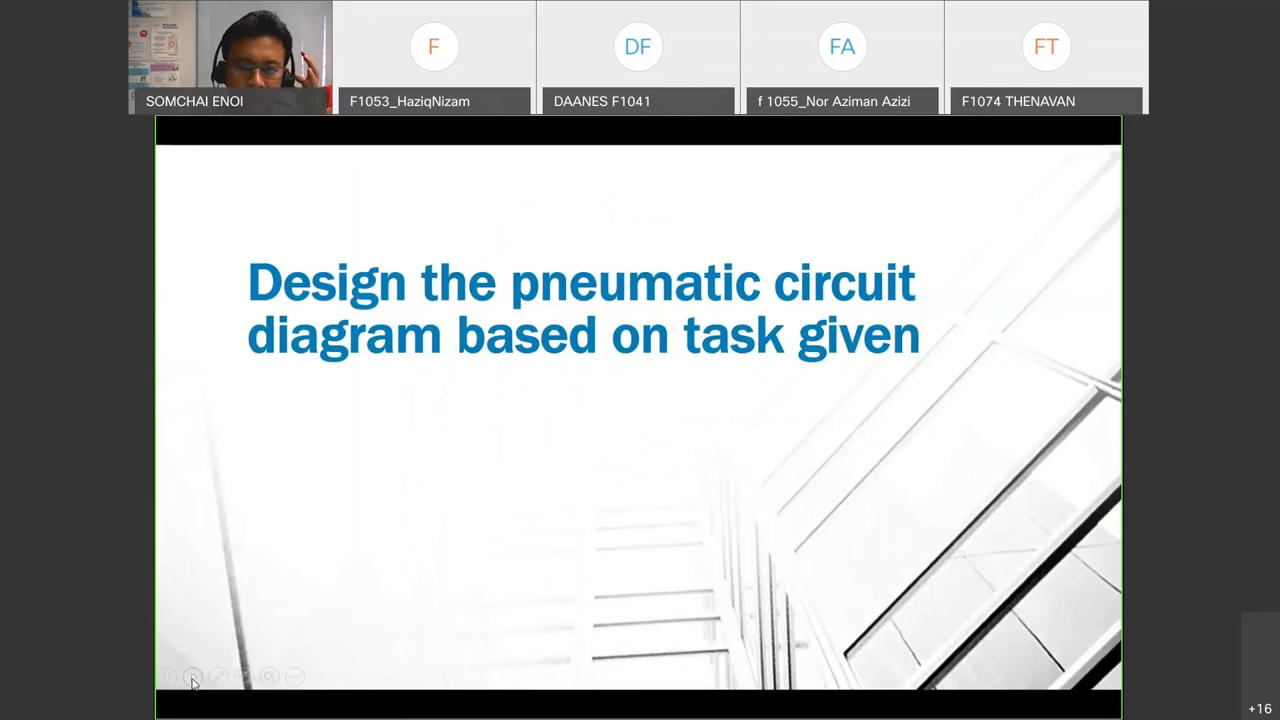 F
DF
FA
FT
SOMCHAI ENOI
F1053_HaziqNizam
DAANES F1041
f 1055_Nor Aziman Azizi
F1074 THENAVAN
Design the pneumatic circuit
diagram based on task given
+16